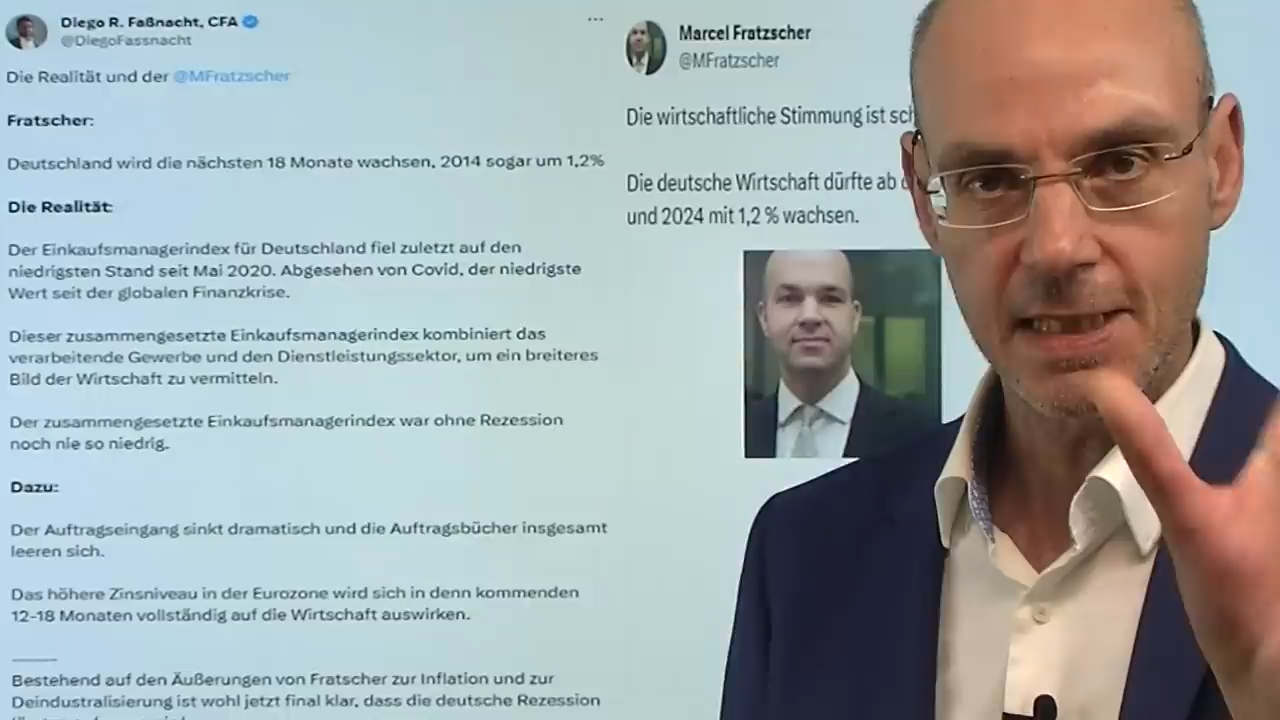 Diego R. Faßnacht, CFA
@DiegoFassnacht
Die Realität und der @MFratzscher
Fratscher:
Deutschland wird die nächsten 18 Monate wachsen, 2014 sogar um 1,2%
Die Realität:
Der Einkaufsmanagerindex für Deutschland fiel zuletzt auf den
niedrigsten Stand seit Mai 2020. Abgesehen von Covid, der niedrigste
Wert seit der globalen Finanzkrise.
Dieser zusammengesetzte Einkaufsmanagerindex kombiniert das
verarbeitende Gewerbe und den Dienstleistungssektor, um ein breiteres
Bild der Wirtschaft zu vermitteln.
Der zusammengesetzte Einkaufsmanagerindex war ohne Rezession
noch nie so niedrig.
Dazu:
Der Auftragseingang sinkt dramatisch und die Auftragsbücher insgesamt
leeren sich.
Das höhere Zinsniveau in der Eurozone wird sich in denn kommenden
12-18 Monaten vollständig auf die Wirtschaft auswirken.
Bestehend auf den Äußerungen von Fratscher zur Inflation und zur
Deindustralisierung ist wohl jetzt final klar, dass die deutsche Rezession
Marcel Fratzscher
@MFratzscher
Die wirtschaftliche Stimmung ist
Die deutsche Wirtschaft dürfte ab
und 2024 mit 1,2 % wachsen.